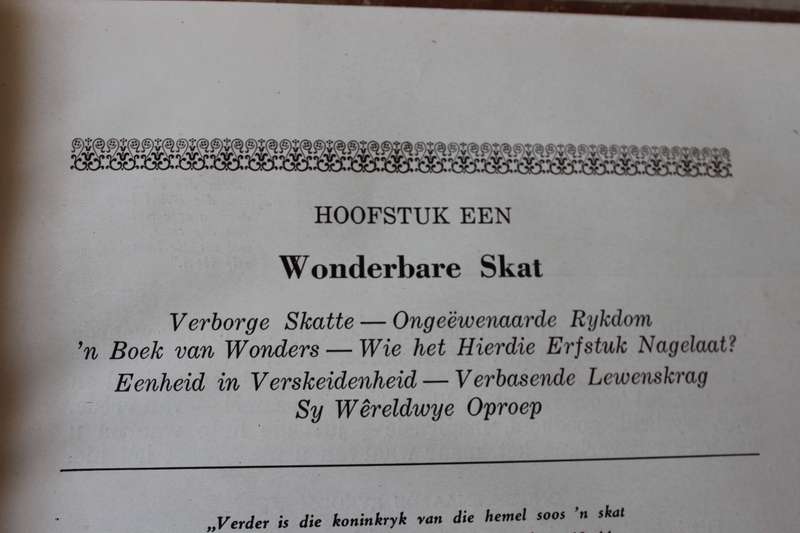 HOOFSTUK EEN
Wonderbare Skat
Verborge Skatte — Ongeëwenaarde Rykdom
'n Boek van Wonders — Wie het Hierdie Erfstuk Nagelaat?
Eenheid in Verskeidenheid — Verbasende Lewenskrag
Sy Wêreldwye Oproep
„Verder is die koninkryk van die hemel soos 'n skat